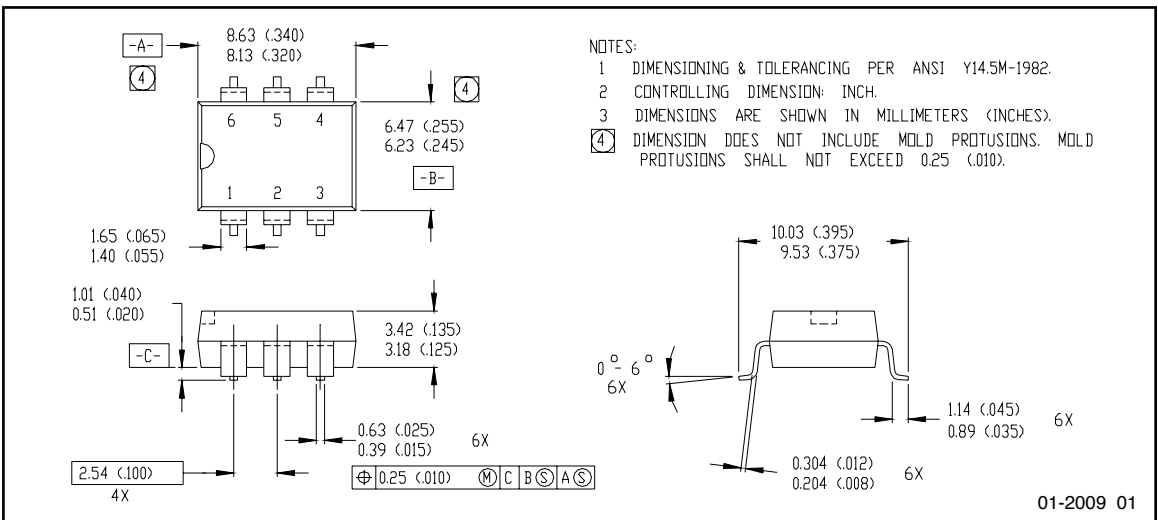 -A-
8.63 (.340)
8.13 (.320)
4
4
6 5 4
1 2 3
6.47 (.255)
6.23 (.245)
-B-
1.65 (.065)
1.40 (.055)
NOTES:
1 DIMENSIONING & TOLERANCING PER ANSI Y14.5M-1982.
2 CONTROLLING DIMENSION: INCH.
3 DIMENSIONS ARE SHOWN IN MILLIMETERS (INCHES).
4 DIMENSION DOES NOT INCLUDE MOLD PROTUSIONS. MOLD
PROTUSIONS SHALL NOT EXCEED 0.25 (.010).
1.01 (.040)
0.51 (.020)
-C-
3.42 (.135)
3.18 (.125)
0.63 (.025)
0.39 (.015)
6X
2.54 (.100)
4X
⌖ 0.25 (.010) Ⓜ C B Ⓢ A Ⓢ
10.03 (.395)
9.53 (.375)
0° - 6°
6X
1.14 (.045)
0.89 (.035)
6X
0.304 (.012)
0.204 (.008)
6X
01-2009 01